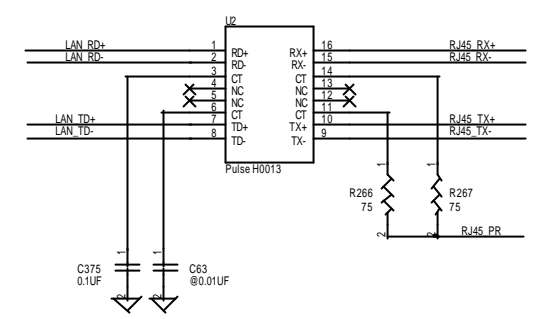 U2
LAN_RD+ 1 RD+ RX+ 16 RJ45_RX+
LAN_RD- 2 RD- RX- 15 RJ45_RX-
3 CT CT 14
4 NC NC 13
5 NC NC 12
6 CT CT 11
LAN_TD+ 7 TD+ TX+ 10 RJ45_TX+
LAN_TD- 8 TD- TX- 9 RJ45_TX-
Pulse H0013
1 1
R266 R267
75 75
2 2 RJ45_PR
1 1
C375 C63
0.1UF @0.01UF
2 2